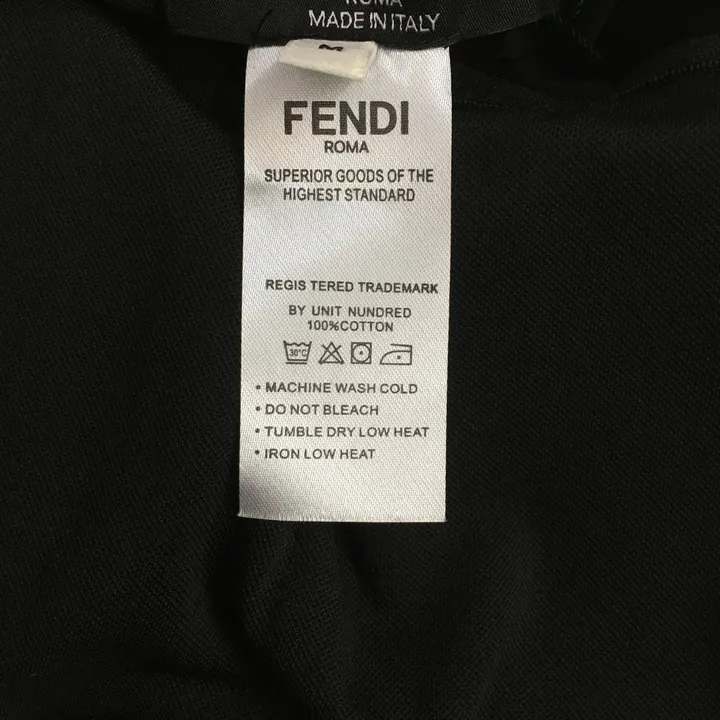 ROMA
MADE IN ITALY
M
FENDI
ROMA
SUPERIOR GOODS OF THE
HIGHEST STANDARD
REGIS TERED TRADEMARK
BY UNIT NUNDRED
100%COTTON
30°C
• MACHINE WASH COLD
• DO NOT BLEACH
• TUMBLE DRY LOW HEAT
• IRON LOW HEAT